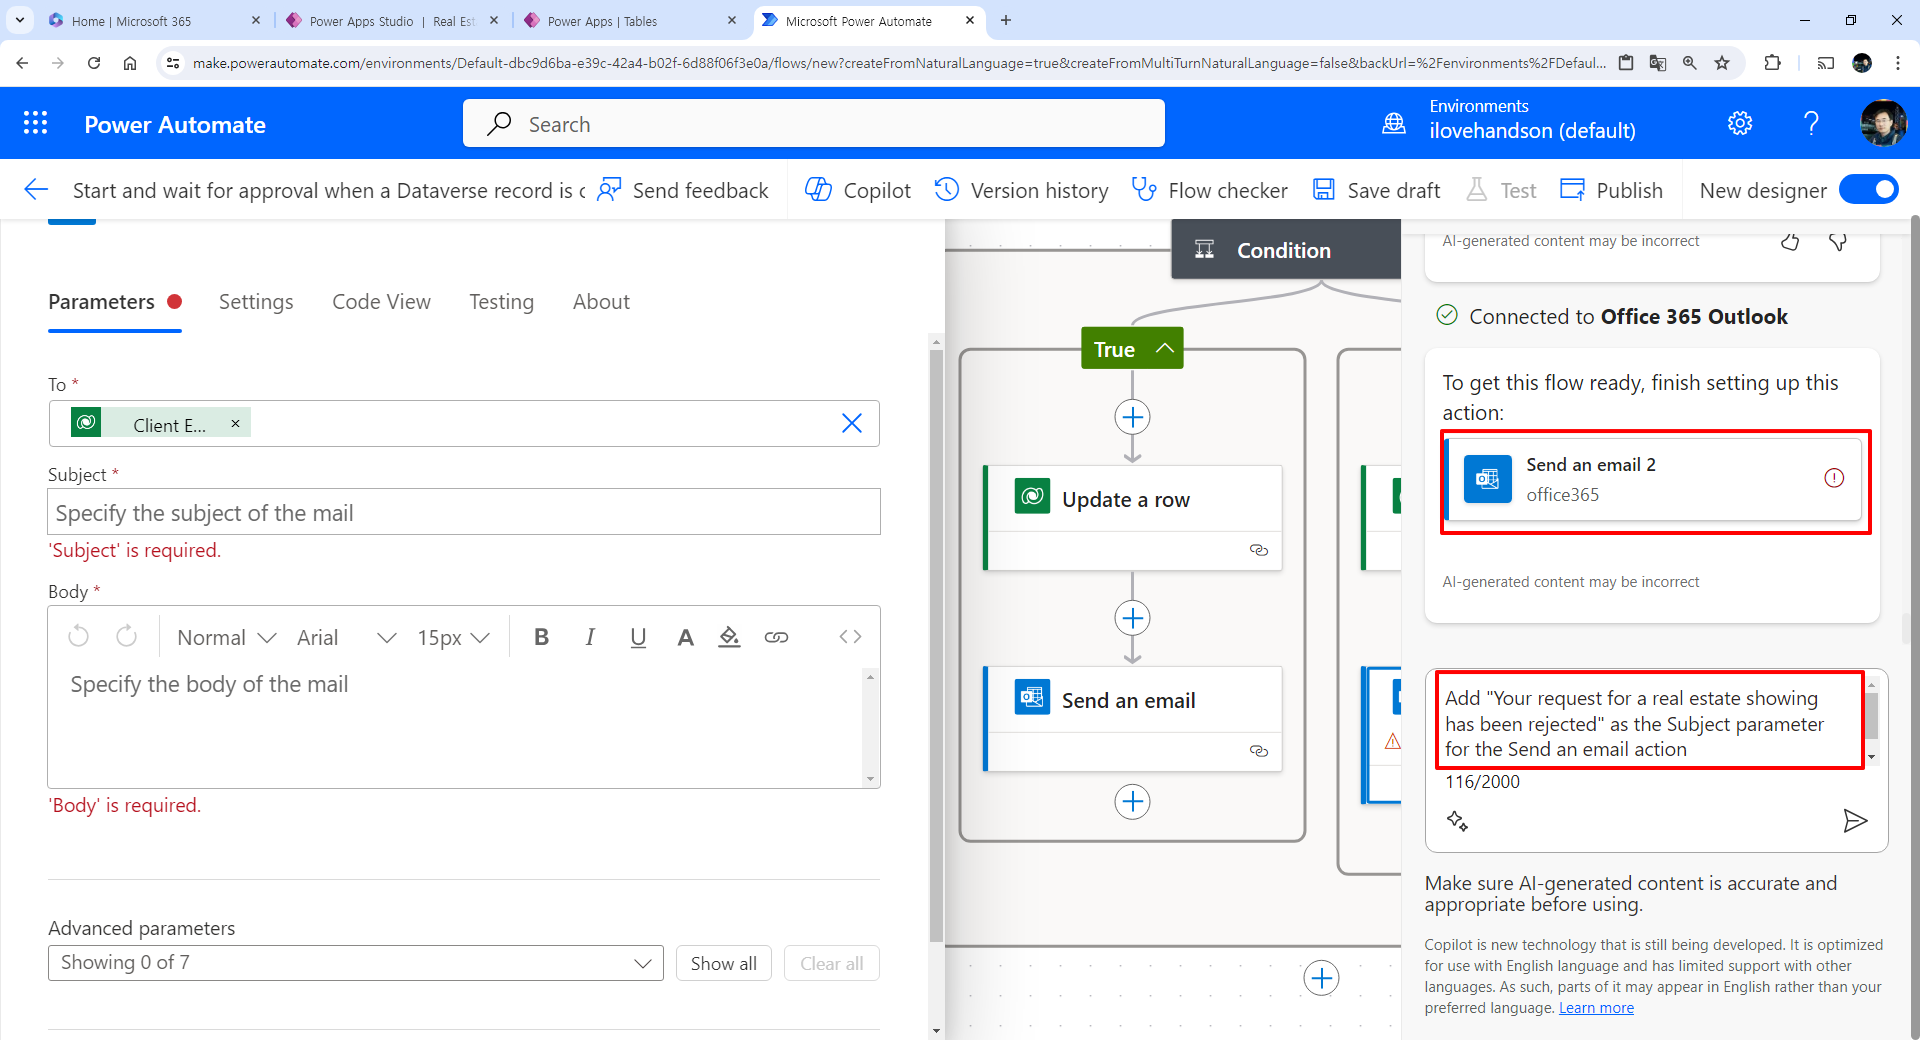 Home | Microsoft 365
Power Apps Studio | Real Est
Power Apps | Tables
Microsoft Power Automate
make.powerautomate.com/environments/Default-dbc9d6ba-e39c-42a4-b02f-6d88f06f3e0a/flows/new?createFromNaturalLanguage=true&createFromMultiTurnNaturalLanguage=false&backUrl=%2Fenvironments%2FDefaul...
Power Automate
Search
Environments
ilovehandson (default)
Start and wait for approval when a Dataverse record is c
Send feedback
Copilot
Version history
Flow checker
Save draft
Test
Publish
New designer
Parameters
Settings
Code View
Testing
About
To *
Client E...
Subject *
Specify the subject of the mail
'Subject' is required.
Body *
Normal
Arial
15px
B
I
U
A
Specify the body of the mail
'Body' is required.
Advanced parameters
Showing 0 of 7
Show all
Clear all
Condition
True
Update a row
Send an email
AI-generated content may be incorrect
Connected to Office 365 Outlook
To get this flow ready, finish setting up this
action:
Send an email 2
office365
AI-generated content may be incorrect
Add "Your request for a real estate showing
has been rejected" as the Subject parameter
for the Send an email action
116/2000
Make sure AI-generated content is accurate and
appropriate before using.
Copilot is new technology that is still being developed. It is optimized
for use with English language and has limited support with other
languages. As such, parts of it may appear in English rather than your
preferred language. Learn more